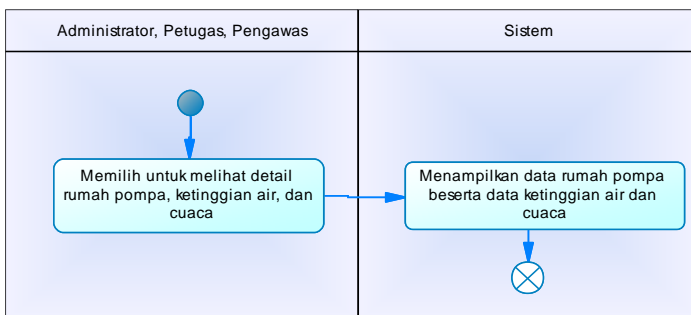 Administrator, Petugas, Pengawas
Sistem
Memilih untuk melihat detail
rumah pompa, ketinggian air, dan
cuaca
Menampilkan data rumah pompa
beserta data ketinggian air dan
cuaca